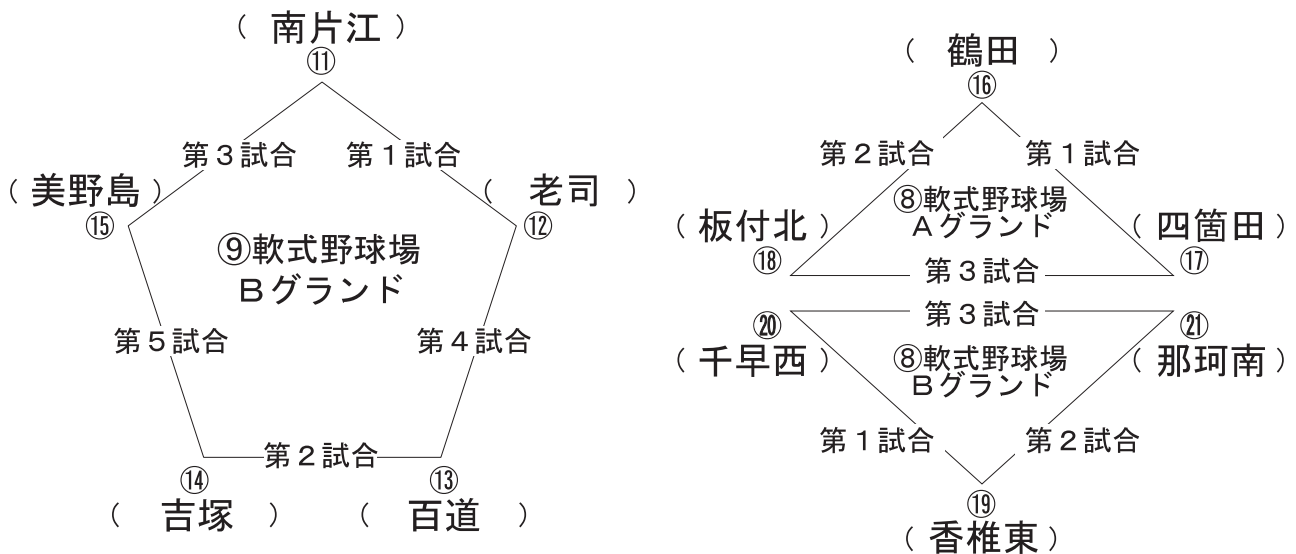 （ 南片江 ）
⑪
第３試合
第１試合
（ 美野島 ）
⑮
（ 老司 ）
⑫
⑨軟式野球場
Ｂグランド
第５試合
第４試合
第２試合
⑭
（ 吉塚 ）
⑬
（ 百道 ）
（ 鶴田 ）
⑯
第２試合
第１試合
⑧軟式野球場
Ａグランド
（ 板付北 ）
⑱
（ 四箇田 ）
⑰
第３試合
第３試合
⑳
（ 千早西 ）
㉑
（ 那珂南 ）
⑧軟式野球場
Ｂグランド
第１試合
第２試合
⑲
（ 香椎東 ）